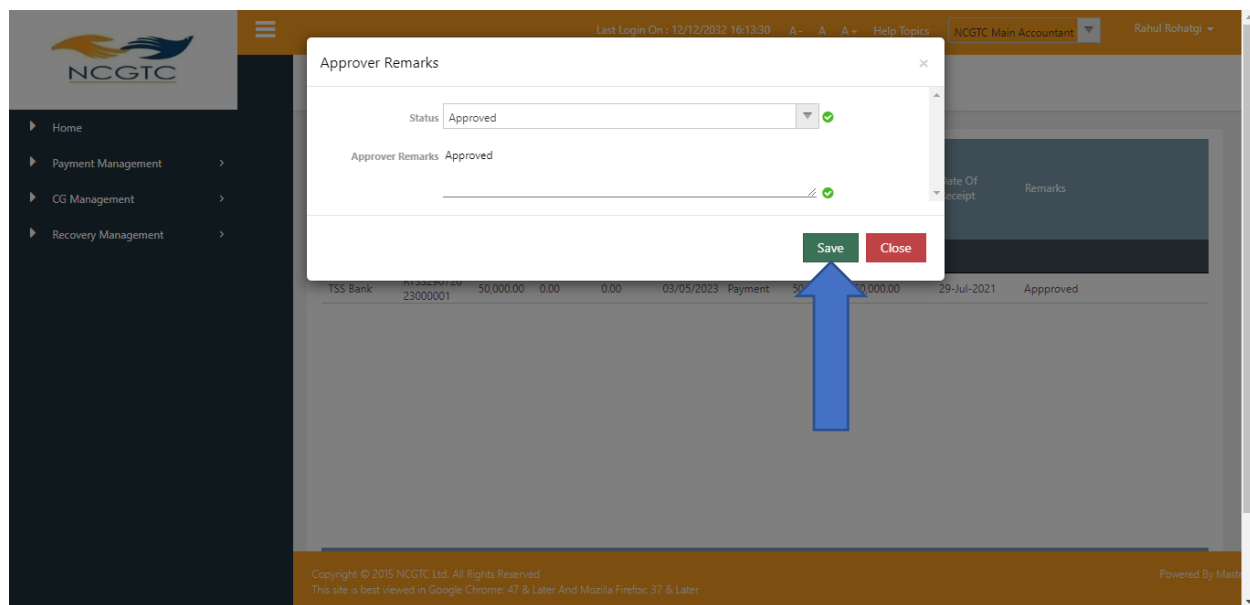 NCGTC
Last Login On : 12/12/2032 16:13:30 A- A A+ Help Topics NCGTC Main Accountant Rahul Rohatgi
Approver Remarks ×
Status Approved
Approver Remarks Approved
Save Close
Home
Payment Management
CG Management
Recovery Management
Date Of
Receipt
Remarks
TSS Bank
23000001
50,000.00 0.00 0.00 03/05/2023 Payment 29-Jul-2021 Appproved
Copyright © 2015 NCGTC Ltd. All Rights Reserved
This site is best viewed in Google Chrome: 47 & Later And Mozilla Firefox: 37 & Later
Powered By